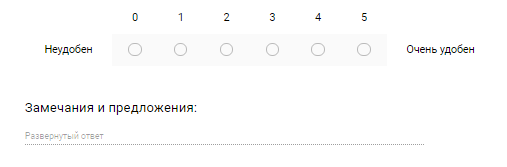 0 1 2 3 4 5
Неудобен Очень удобен
Замечания и предложения:
Развернутый ответ